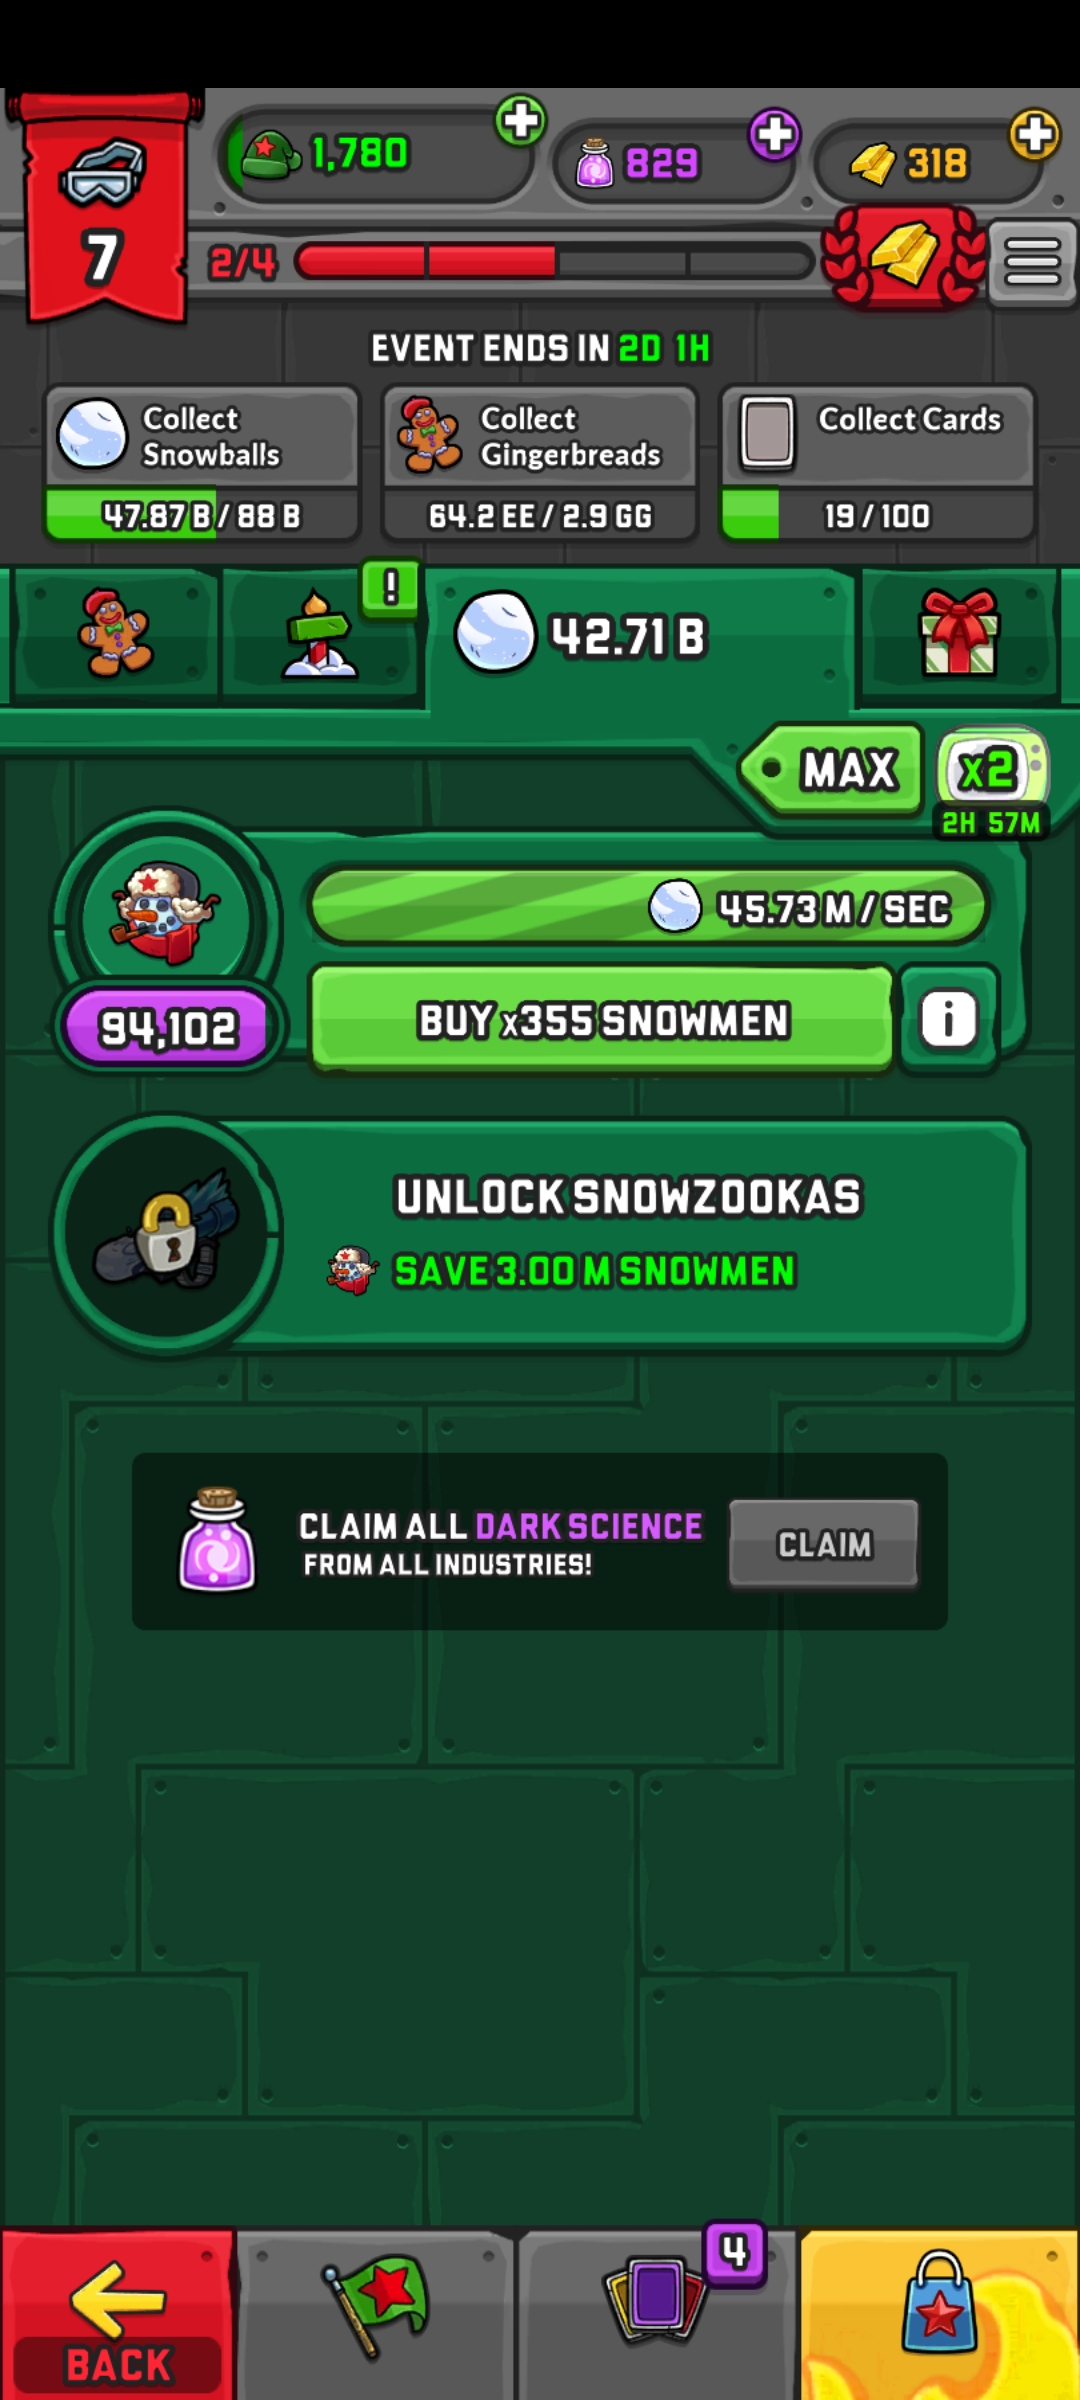 1,780
829
318
7
2/4
EVENT ENDS IN 2D 1H
Collect
Snowballs
47.87 B / 88 B
Collect
Gingerbreads
64.2 EE / 2.9 GG
Collect Cards
19 / 100
!
42.71 B
MAX
x2
2H 57M
45.73 M / SEC
94,102
BUY x355 SNOWMEN
i
UNLOCK SNOWZOOKAS
SAVE 3.00 M SNOWMEN
CLAIM ALL DARK SCIENCE
FROM ALL INDUSTRIES!
CLAIM
4
BACK